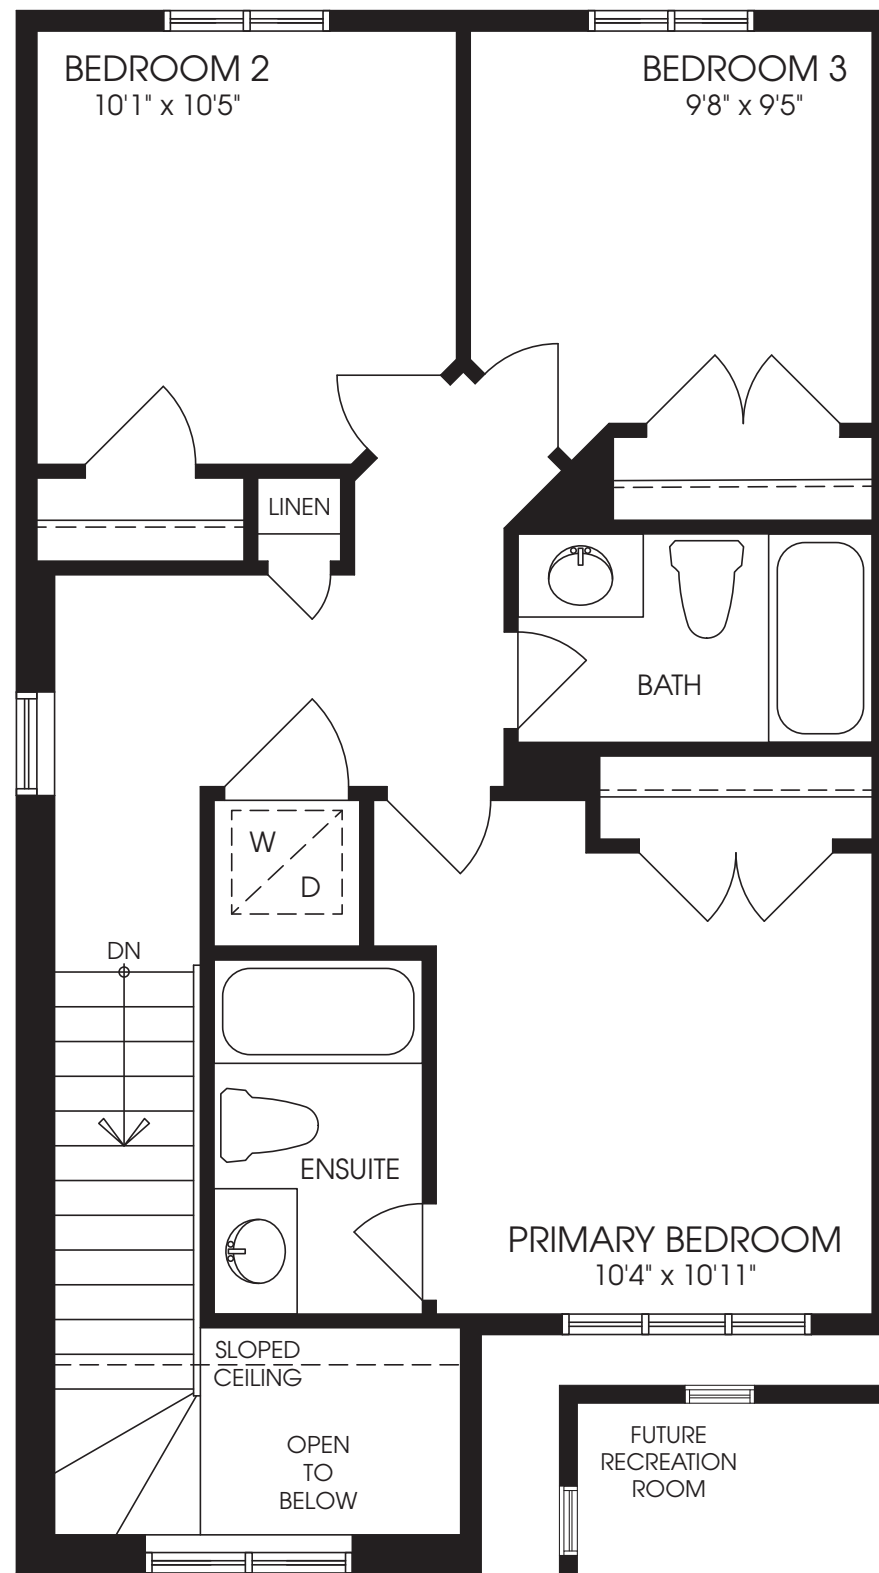 BEDROOM 2
10'1" x 10'5"
BEDROOM 3
9'8" x 9'5"
LINEN
BATH
W
D
DN
ENSUITE
PRIMARY BEDROOM
10'4" x 10'11"
SLOPED
CEILING
OPEN
TO
BELOW
FUTURE
RECREATION
ROOM